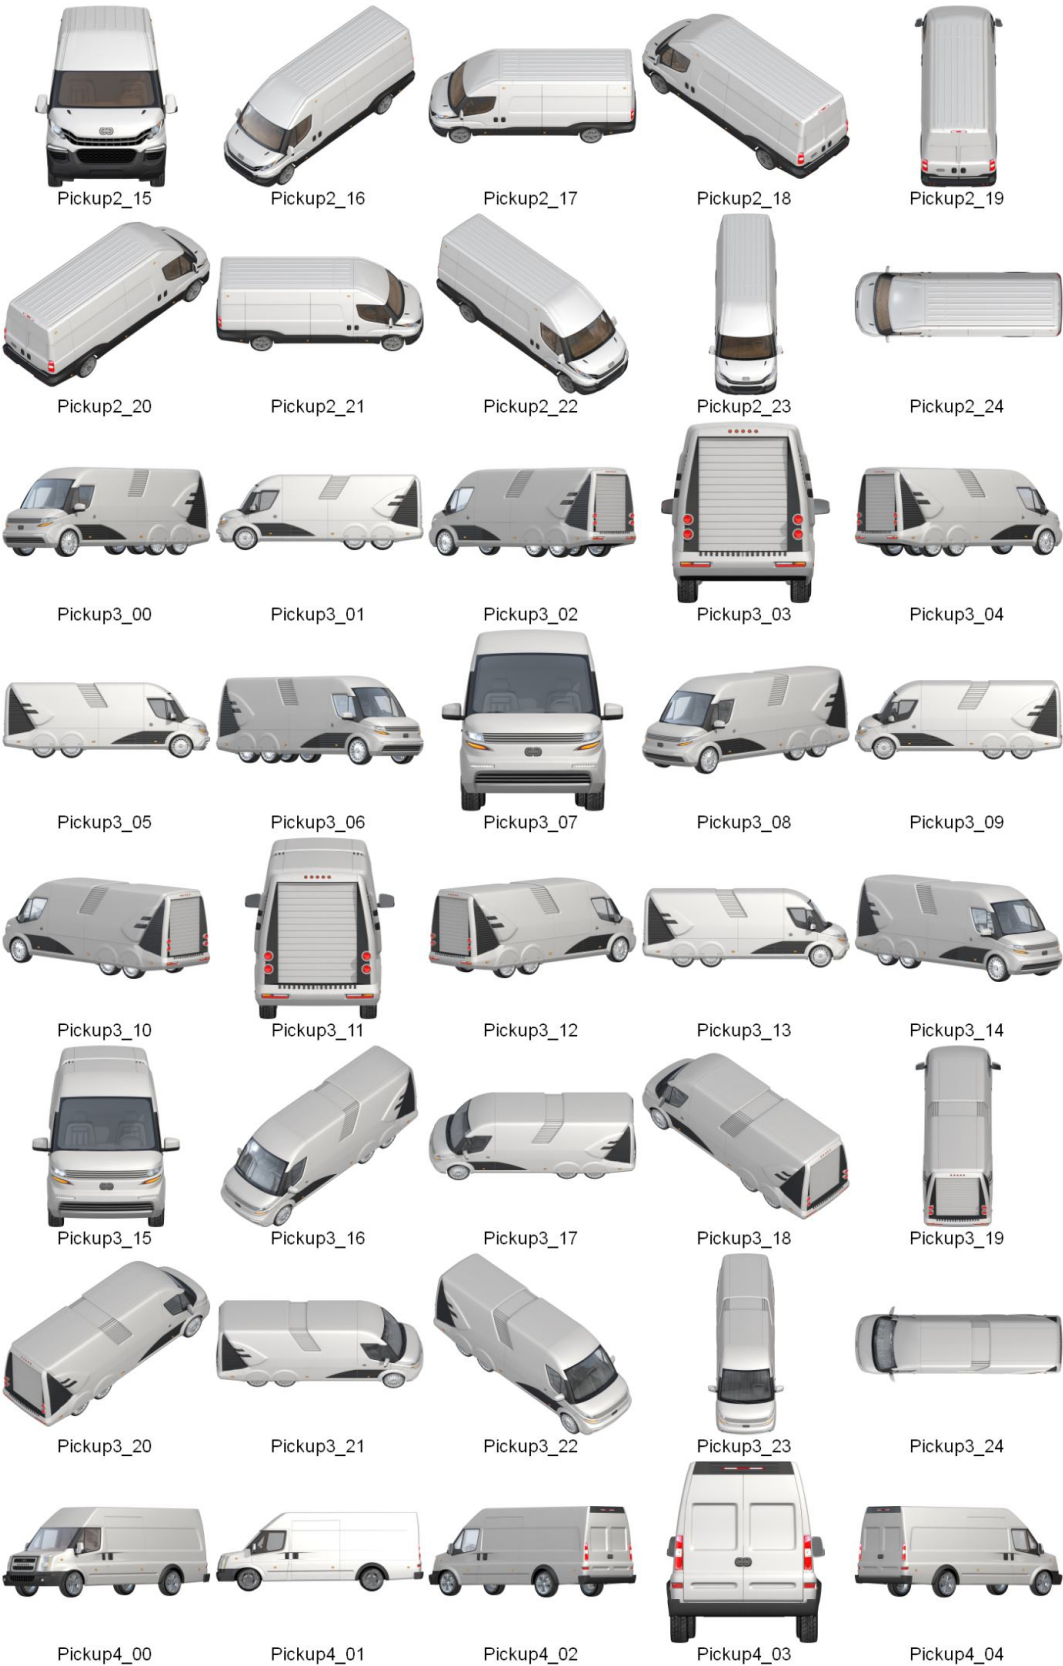 Pickup2_15 Pickup2_16 Pickup2_17 Pickup2_18 Pickup2_19
Pickup2_20 Pickup2_21 Pickup2_22 Pickup2_23 Pickup2_24
Pickup3_00 Pickup3_01 Pickup3_02 Pickup3_03 Pickup3_04
Pickup3_05 Pickup3_06 Pickup3_07 Pickup3_08 Pickup3_09
Pickup3_10 Pickup3_11 Pickup3_12 Pickup3_13 Pickup3_14
Pickup3_15 Pickup3_16 Pickup3_17 Pickup3_18 Pickup3_19
Pickup3_20 Pickup3_21 Pickup3_22 Pickup3_23 Pickup3_24
Pickup4_00 Pickup4_01 Pickup4_02 Pickup4_03 Pickup4_04